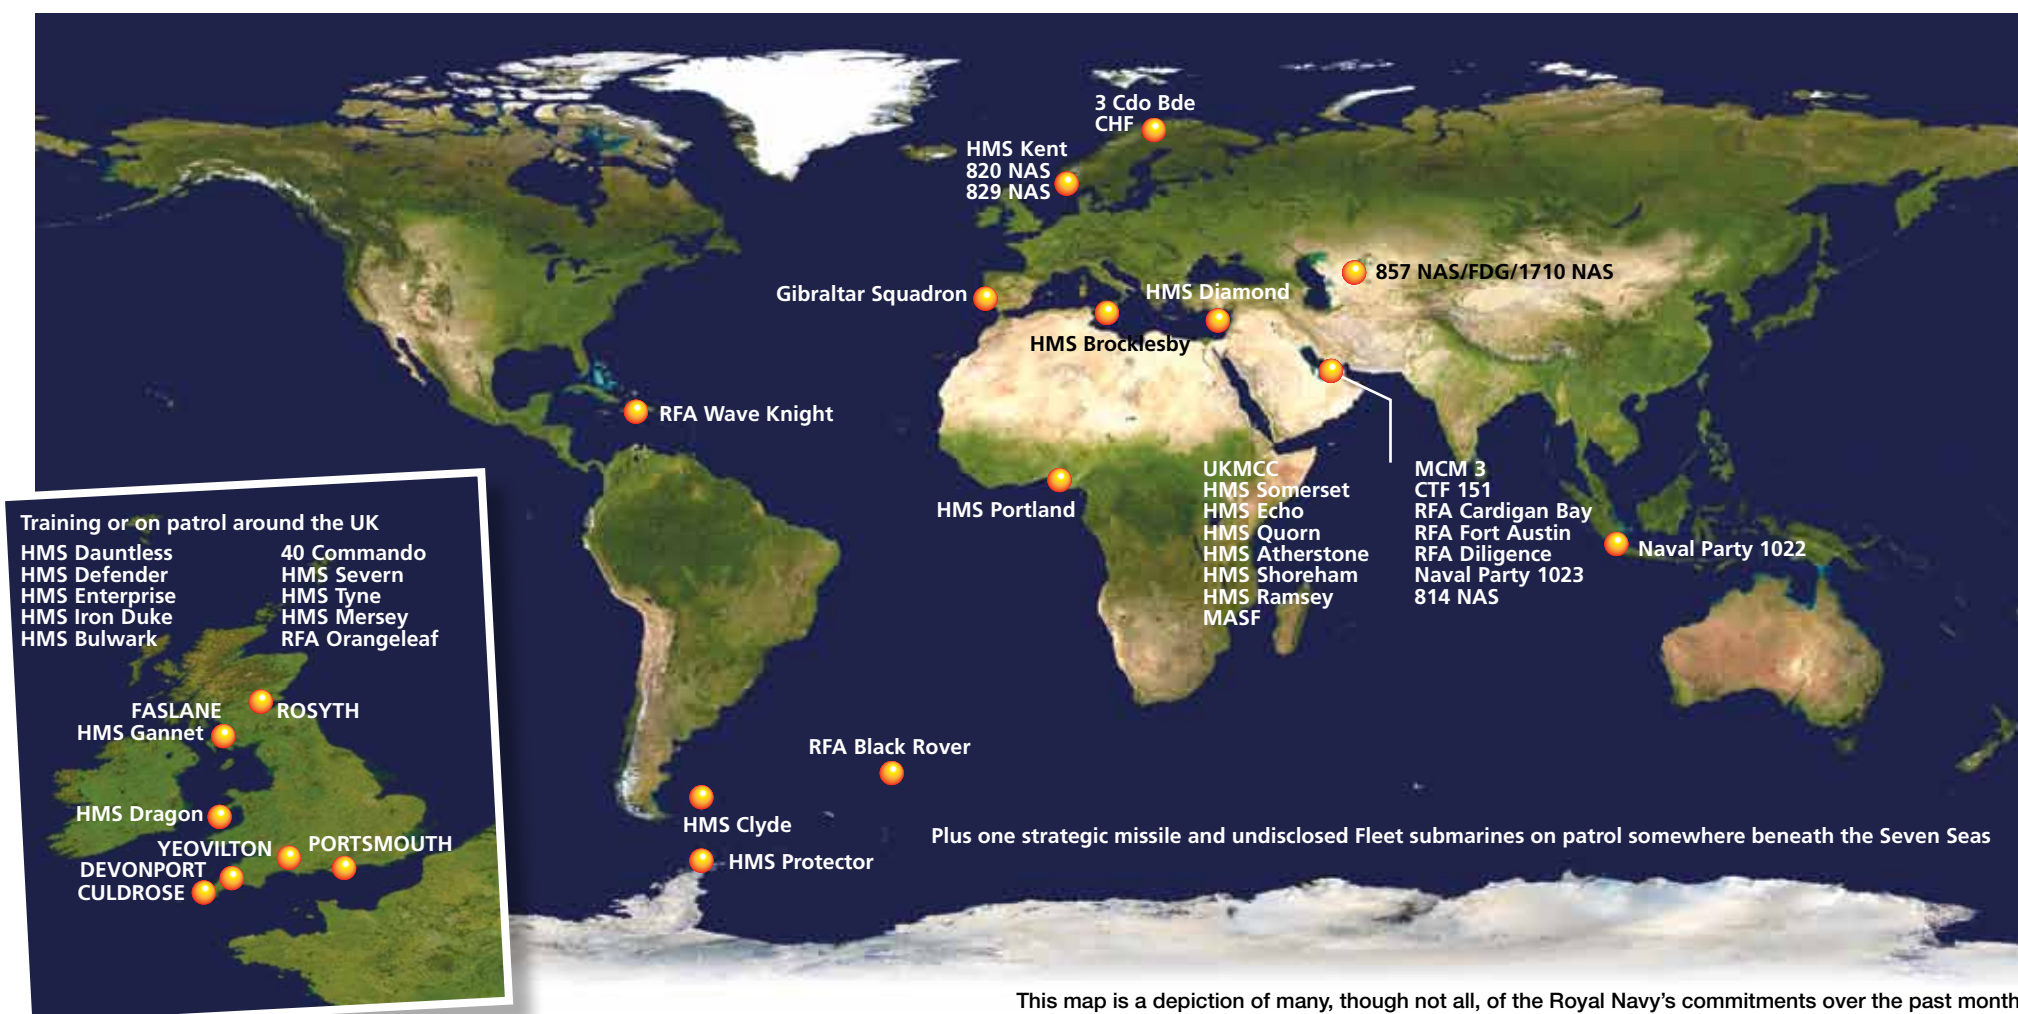 3 Cdo Bde
CHF
HMS Kent
820 NAS
829 NAS
857 NAS/FDG/1710 NAS
Gibraltar Squadron
HMS Diamond
HMS Brocklesby
RFA Wave Knight
HMS Portland
UKMCC
HMS Somerset
HMS Echo
HMS Quorn
HMS Atherstone
HMS Shoreham
HMS Ramsey
MASF
MCM 3
CTF 151
RFA Cardigan Bay
RFA Fort Austin
RFA Diligence
Naval Party 1023
814 NAS
Naval Party 1022
Training or on patrol around the UK
HMS Dauntless
HMS Defender
HMS Enterprise
HMS Iron Duke
HMS Bulwark
40 Commando
HMS Severn
HMS Tyne
HMS Mersey
RFA Orangeleaf
FASLANE
ROSYTH
HMS Gannet
HMS Dragon
YEOVILTON
PORTSMOUTH
DEVONPORT
CULDROSE
RFA Black Rover
HMS Clyde
HMS Protector
Plus one strategic missile and undisclosed Fleet submarines on patrol somewhere beneath the Seven Seas
This map is a depiction of many, though not all, of the Royal Navy's commitments over the past month